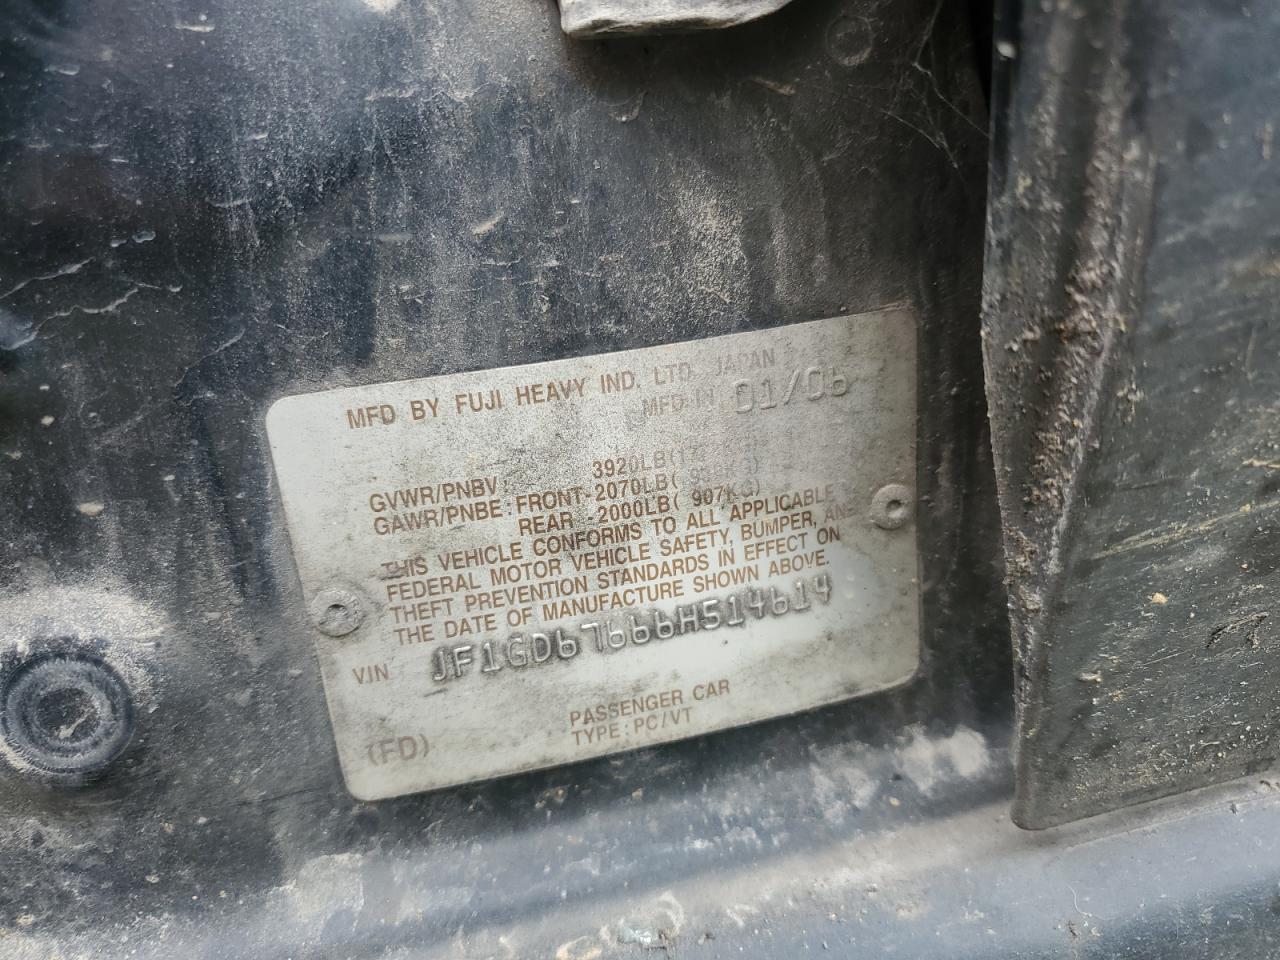 MFD BY FUJI HEAVY IND. LTD. JAPAN
MFD IN 01/06
GVWR/PNBV : 3920LB(
GAWR/PNBE : FRONT-2070LB( 939KG)
REAR -2000LB( 907KG)
THIS VEHICLE CONFORMS TO ALL APPLICABLE
FEDERAL MOTOR VEHICLE SAFETY, BUMPER, AND
THEFT PREVENTION STANDARDS IN EFFECT ON
THE DATE OF MANUFACTURE SHOWN ABOVE.
VIN JF1GD67666H514614
PASSENGER CAR
TYPE : PC/VT
(FD)